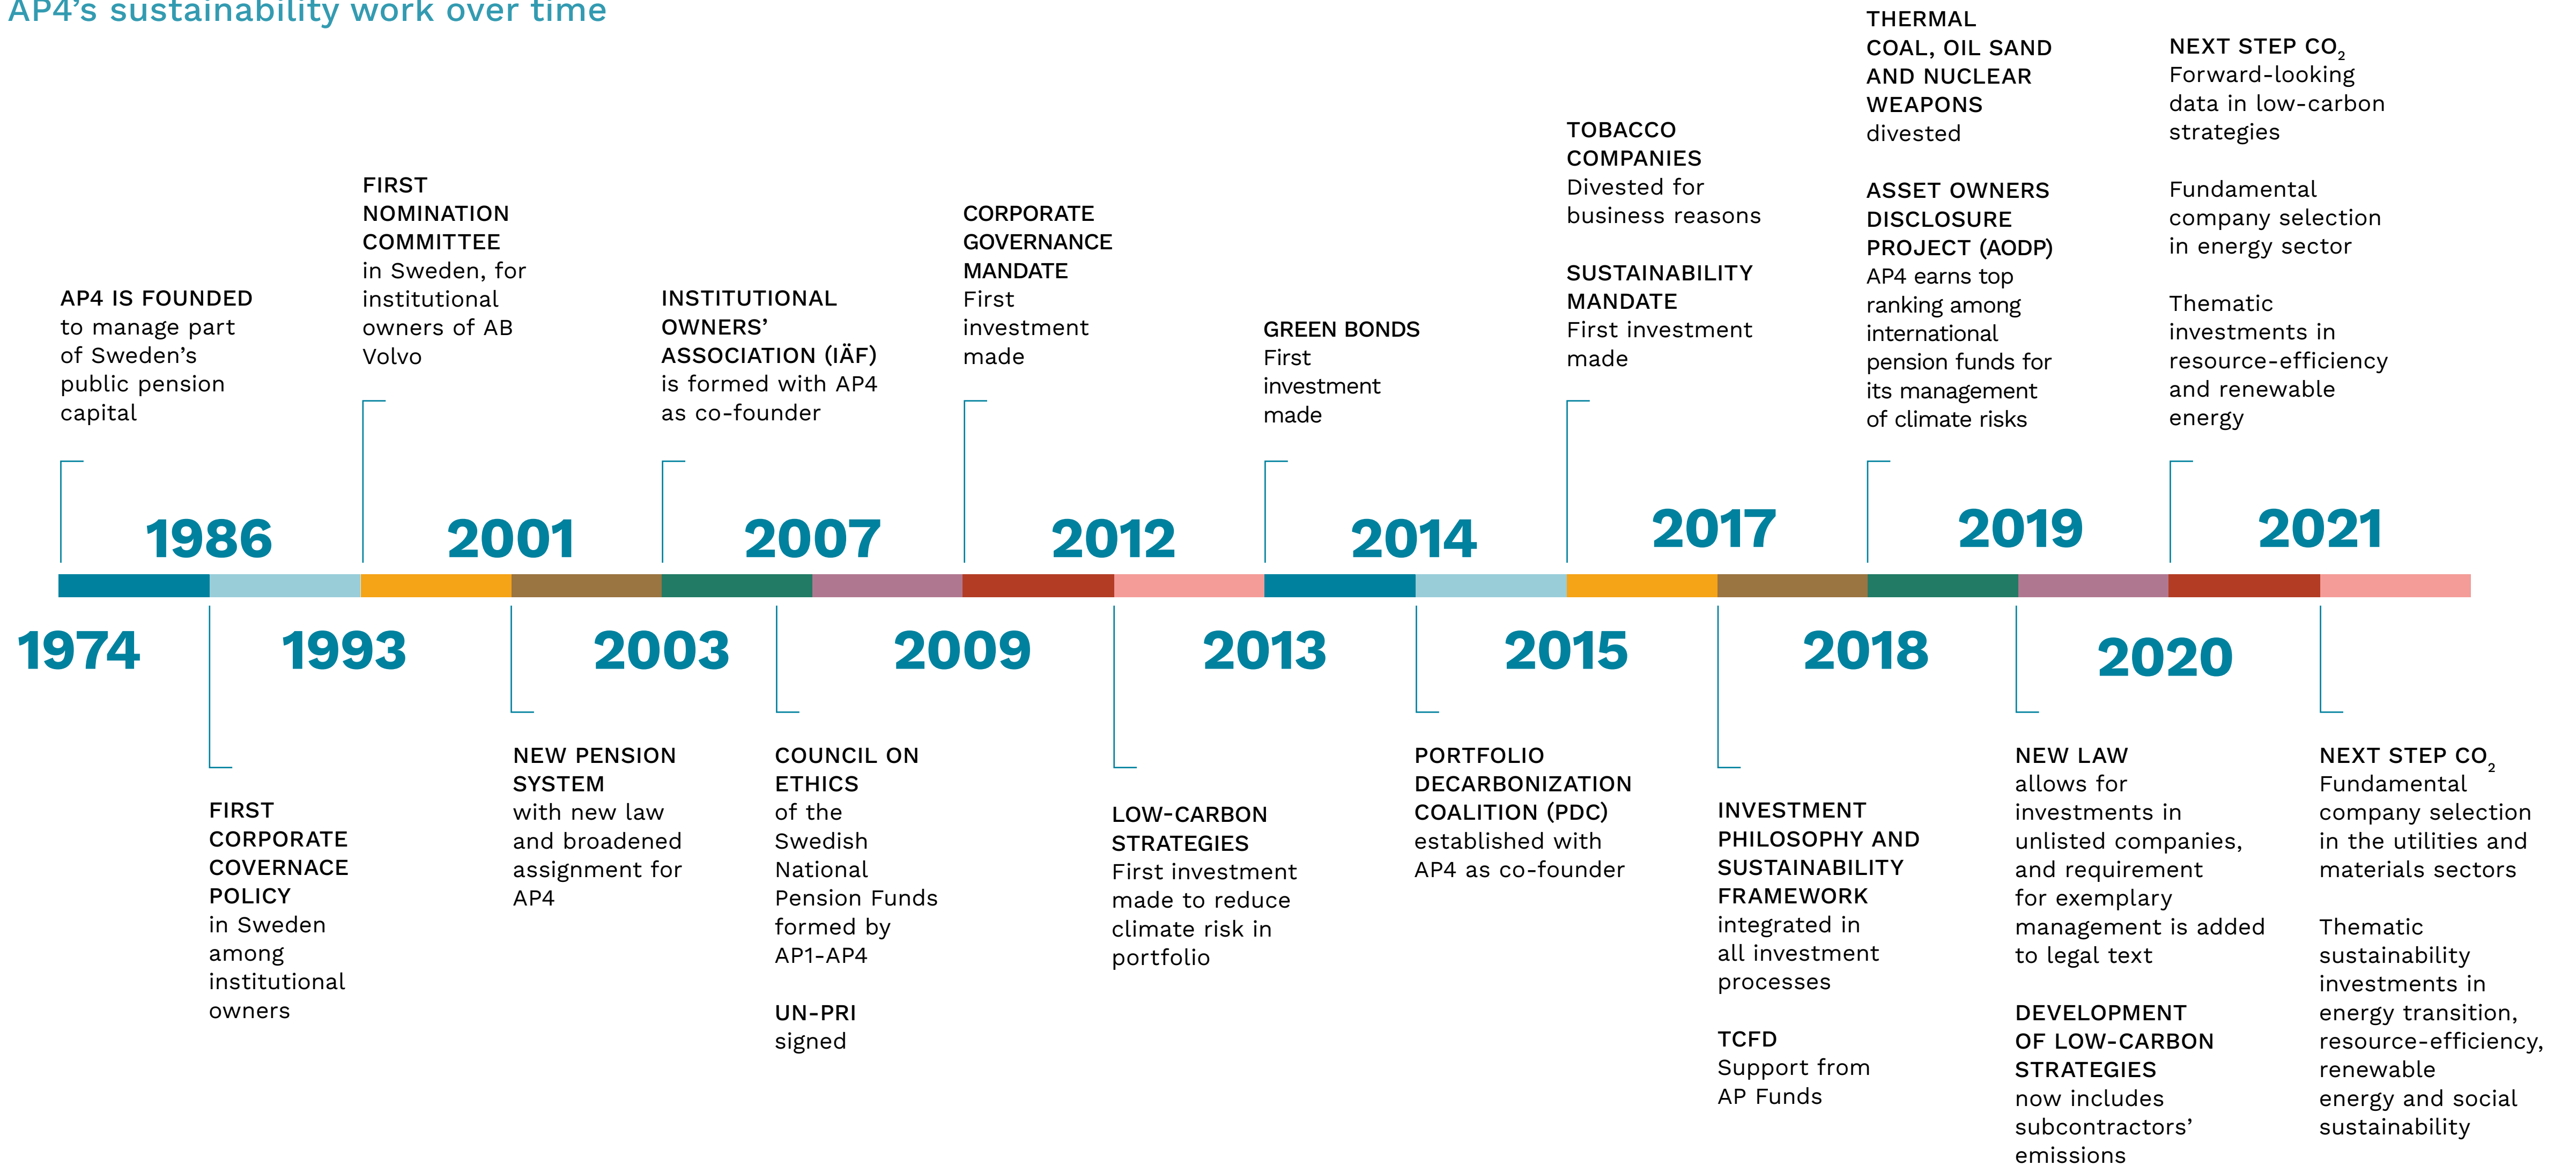 AP4’s sustainability work over time
AP4 IS FOUNDED
to manage part
of Sweden’s
public pension
capital
FIRST
NOMINATION
COMMITTEE
in Sweden, for
institutional
owners of AB
Volvo
INSTITUTIONAL
OWNERS’
ASSOCIATION (IÄF)
is formed with AP4
as co-founder
CORPORATE
GOVERNANCE
MANDATE
First
investment
made
GREEN BONDS
First
investment
made
TOBACCO
COMPANIES
Divested for
business reasons
SUSTAINABILITY
MANDATE
First investment
made
THERMAL
COAL, OIL SAND
AND NUCLEAR
WEAPONS
divested
ASSET OWNERS
DISCLOSURE
PROJECT (AODP)
AP4 earns top
ranking among
international
pension funds for
its management
of climate risks
NEXT STEP CO₂
Forward-looking
data in low-carbon
strategies
Fundamental
company selection
in energy sector
Thematic
investments in
resource-efficiency
and renewable
energy
1986
2001
2007
2012
2014
2017
2019
2021
1974
1993
2003
2009
2013
2015
2018
2020
FIRST
CORPORATE
COVERNACE
POLICY
in Sweden
among
institutional
owners
NEW PENSION
SYSTEM
with new law
and broadened
assignment for
AP4
COUNCIL ON
ETHICS
of the
Swedish
National
Pension Funds
formed by
AP1-AP4
UN-PRI
signed
LOW-CARBON
STRATEGIES
First investment
made to reduce
climate risk in
portfolio
PORTFOLIO
DECARBONIZATION
COALITION (PDC)
established with
AP4 as co-founder
INVESTMENT
PHILOSOPHY AND
SUSTAINABILITY
FRAMEWORK
integrated in
all investment
processes
TCFD
Support from
AP Funds
NEW LAW
allows for
investments in
unlisted companies,
and requirement
for exemplary
management is added
to legal text
DEVELOPMENT
OF LOW-CARBON
STRATEGIES
now includes
subcontractors’
emissions
NEXT STEP CO₂
Fundamental
company selection
in the utilities and
materials sectors
Thematic
sustainability
investments in
energy transition,
resource-efficiency,
renewable
energy and social
sustainability